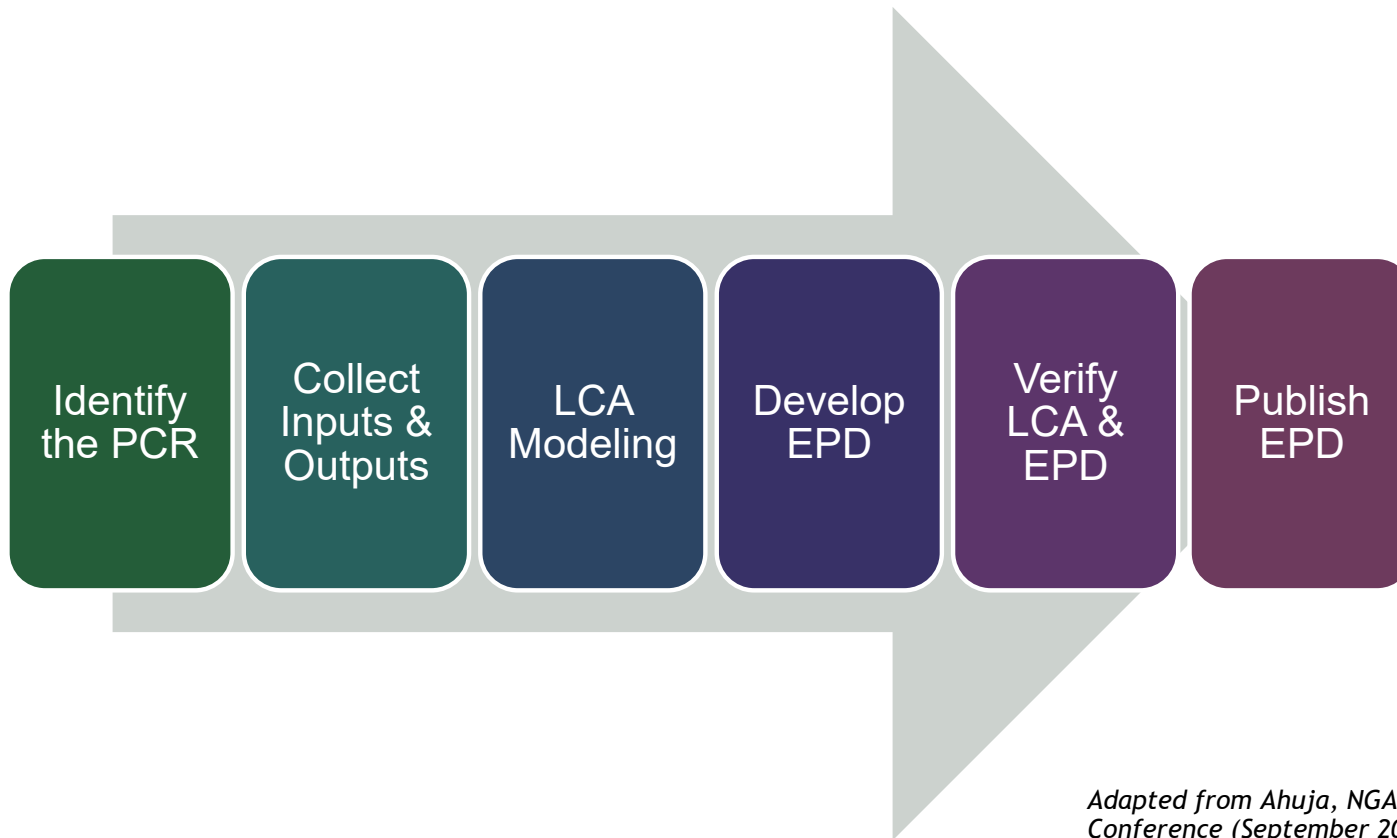 Identify
the PCR
Collect
Inputs &
Outputs
LCA
Modeling
Develop
EPD
Verify
LCA &
EPD
Publish
EPD
Adapted from Ahuja, NGA
Conference (September 20